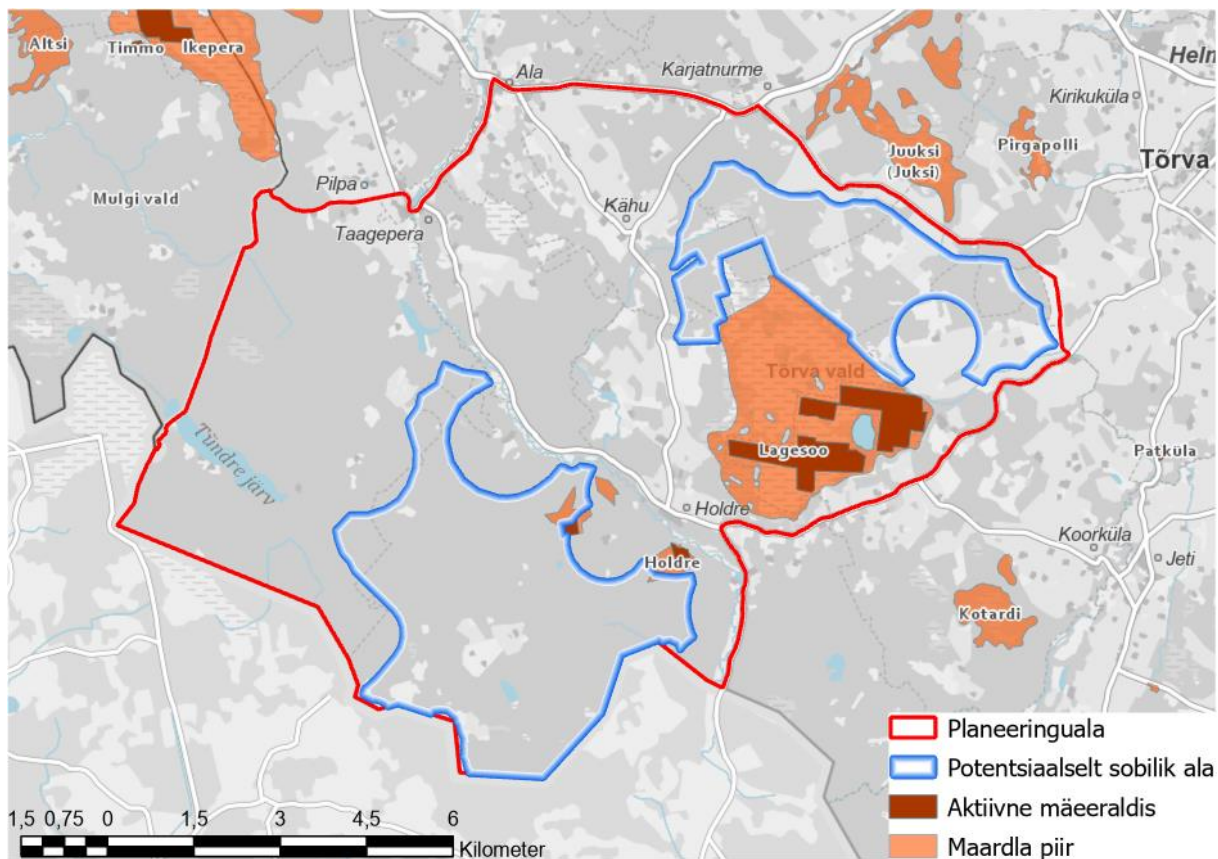 Altsi
Timmo
Ikepera
Ala
Karjatnurme
Helm
Kirikuküla
Juuksi
(Juksi)
Pirgapolli
Tõrva
Mulgi vald
Pilpa
Kähu
Taagepera
Tõrva vald
Tündre järv
Lagesoo
Patküla
Holdre
Koorküla
Jeti
Holdre
Kotardi
Planeeringuala
Potentsiaalselt sobilik ala
Aktiivne mäeeraldis
Maardla piir
1,5 0,75 0 1,5 3 4,5 6
Kilometer